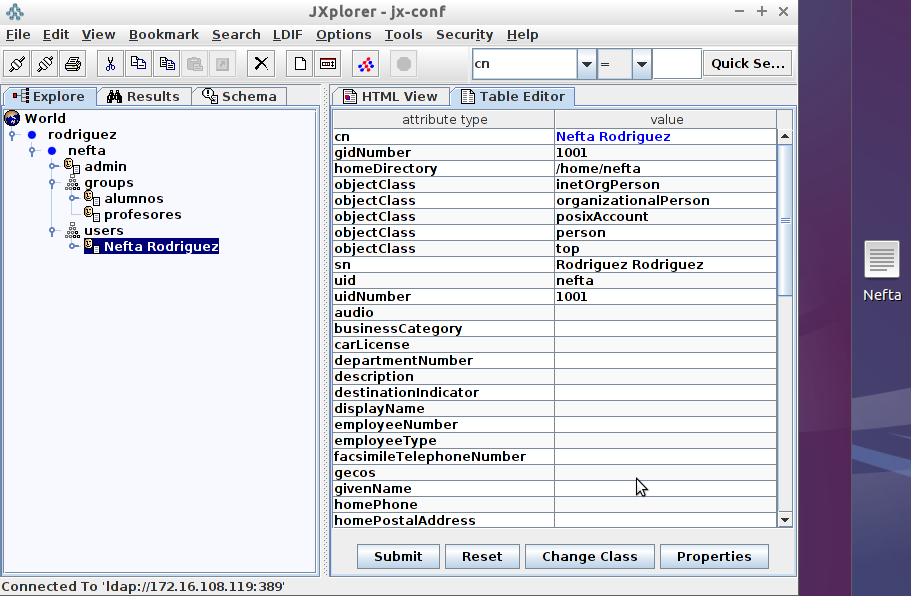 JXplorer - jx-conf
File Edit View Bookmark Search LDIF Options Tools Security Help
cn = Quick Se...
Explore Results Schema
World
rodriguez
nefta
admin
groups
alumnos
profesores
users
Nefta Rodriguez
HTML View Table Editor
attribute type value
cn Nefta Rodriguez
gidNumber 1001
homeDirectory /home/nefta
objectClass inetOrgPerson
objectClass organizationalPerson
objectClass posixAccount
objectClass person
objectClass top
sn Rodriguez Rodriguez
uid nefta
uidNumber 1001
audio
businessCategory
carLicense
departmentNumber
description
destinationIndicator
displayName
employeeNumber
employeeType
facsimileTelephoneNumber
gecos
givenName
homePhone
homePostalAddress
Submit Reset Change Class Properties
Connected To 'ldap://172.16.108.119:389'
Nefta